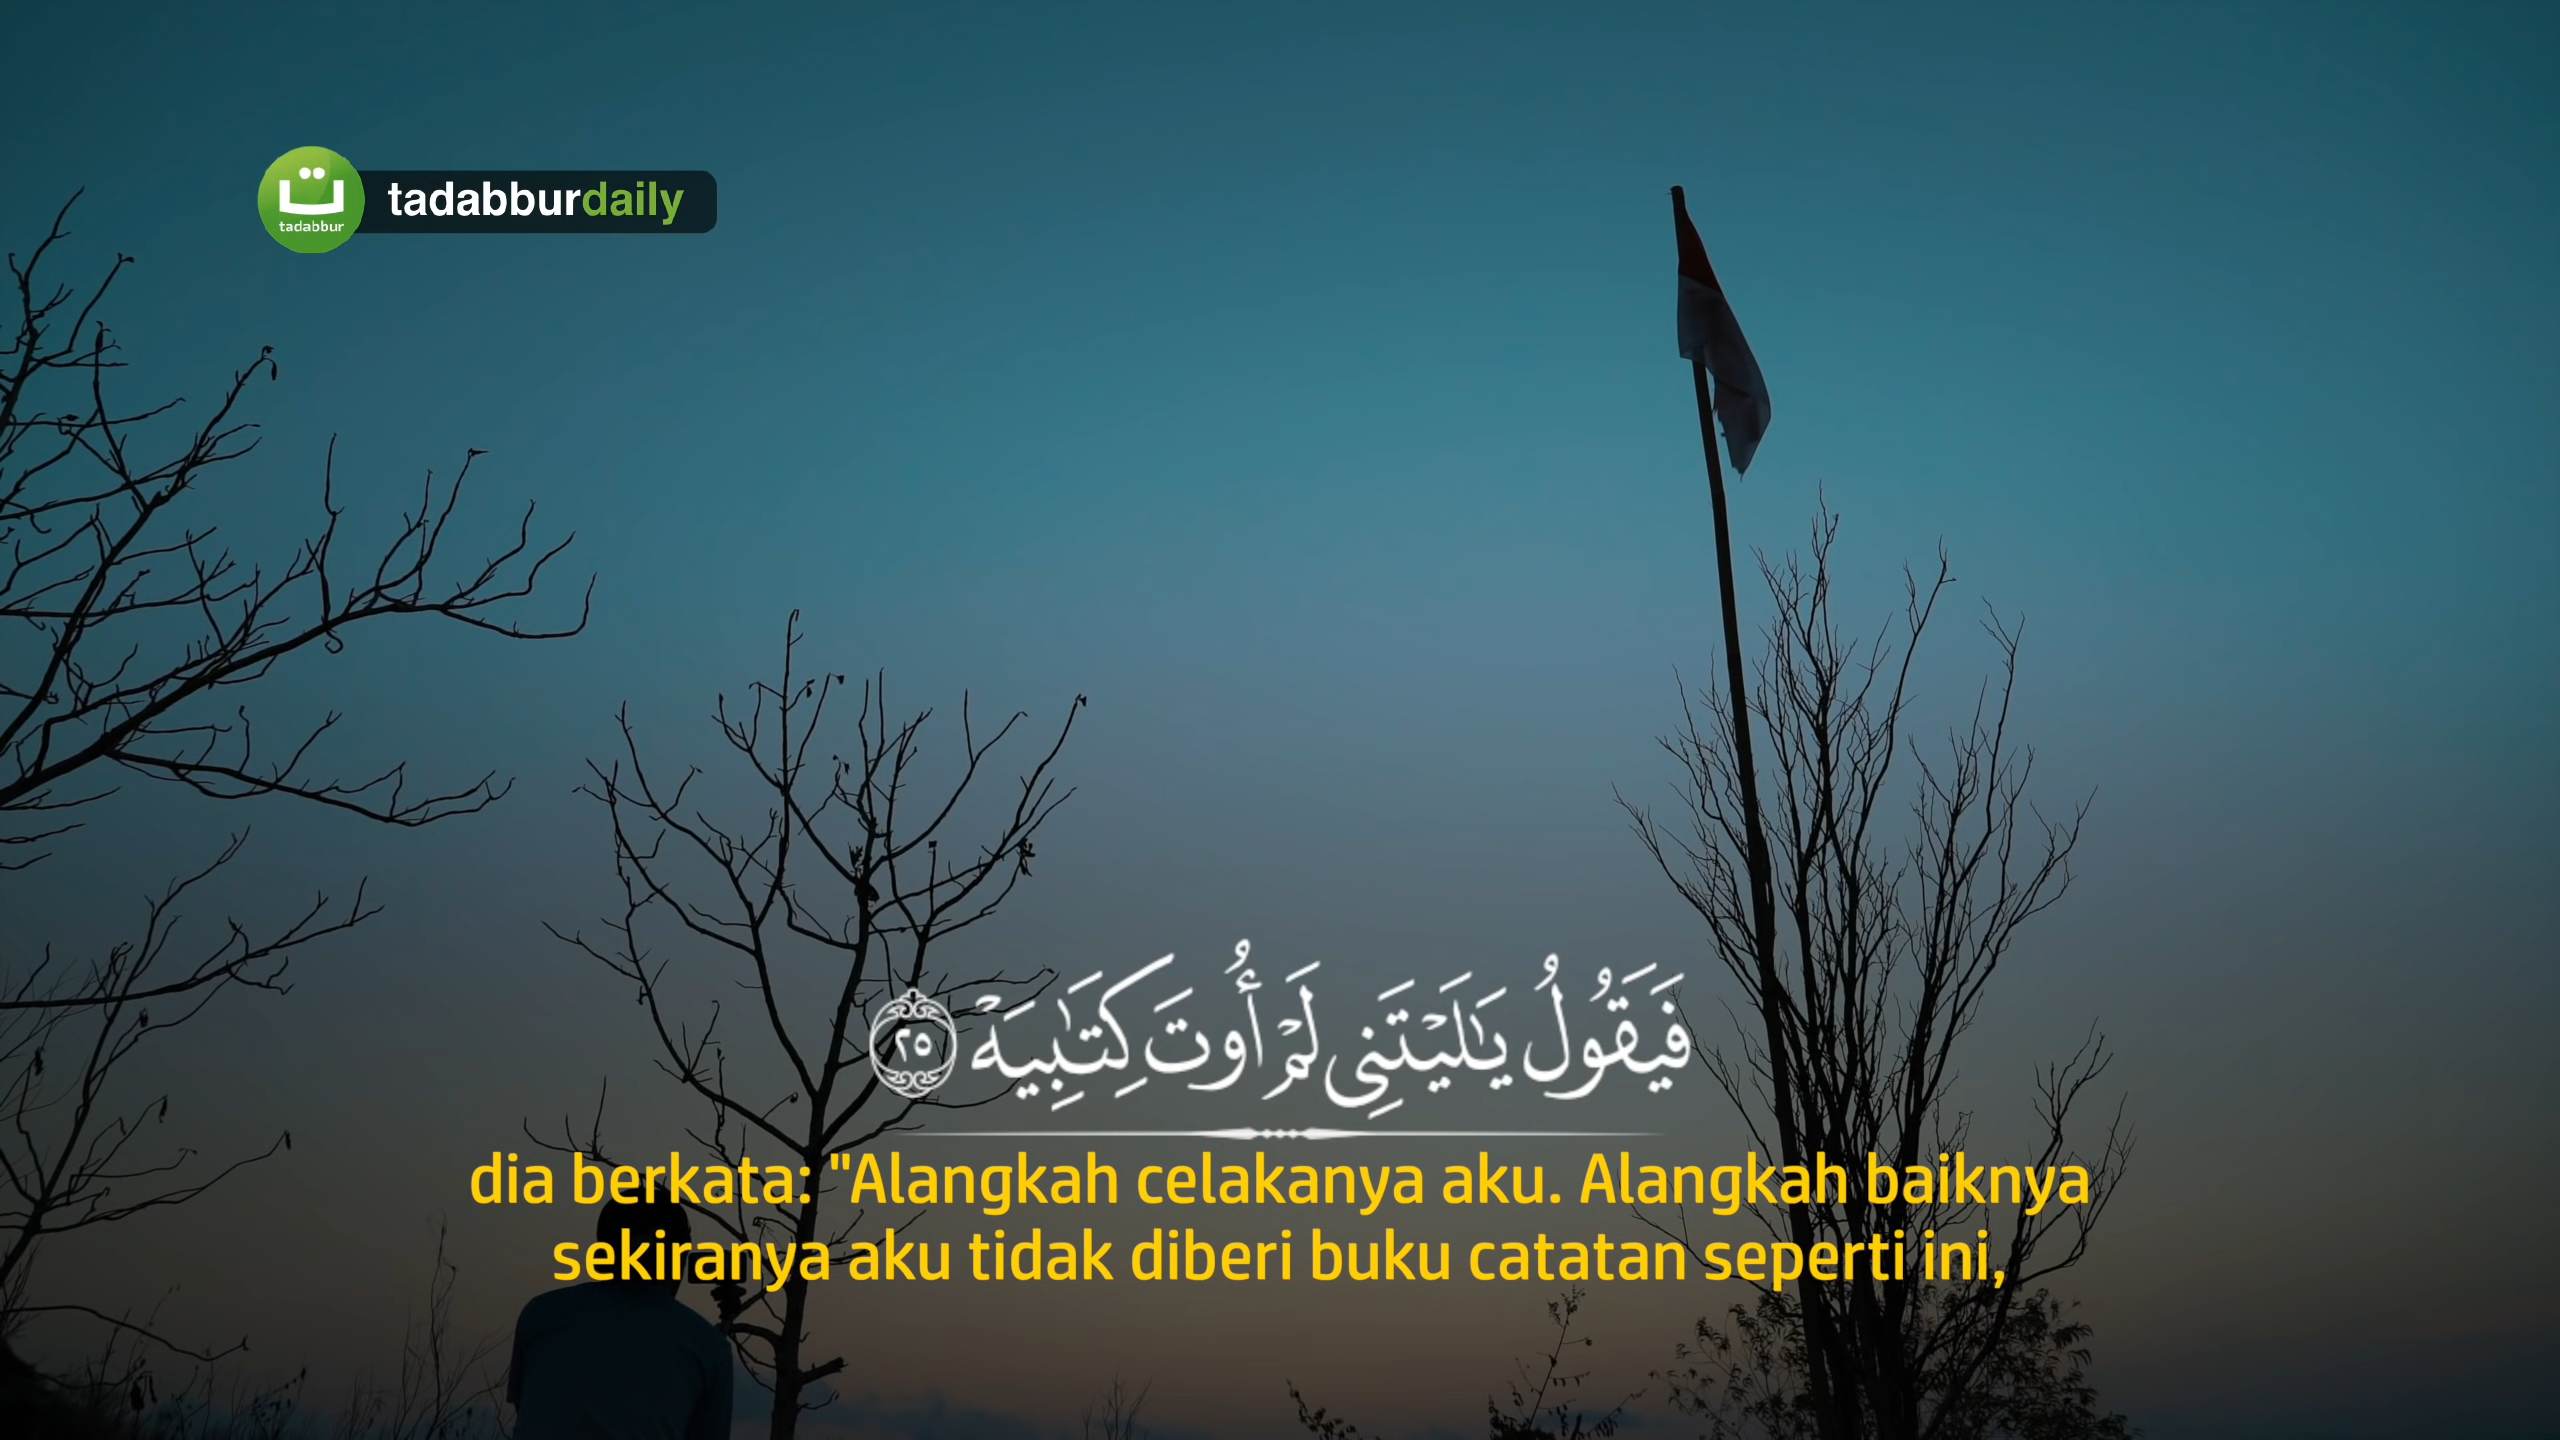 tadabbur
tadabburdaily
فَيَقُولُ يَٰلَيْتَنِى لَمْ أُوتَ كِتَٰبِيَهْ ٢٥
dia berkata: "Alangkah celakanya aku. Alangkah baiknya
sekiranya aku tidak diberi buku catatan seperti ini,